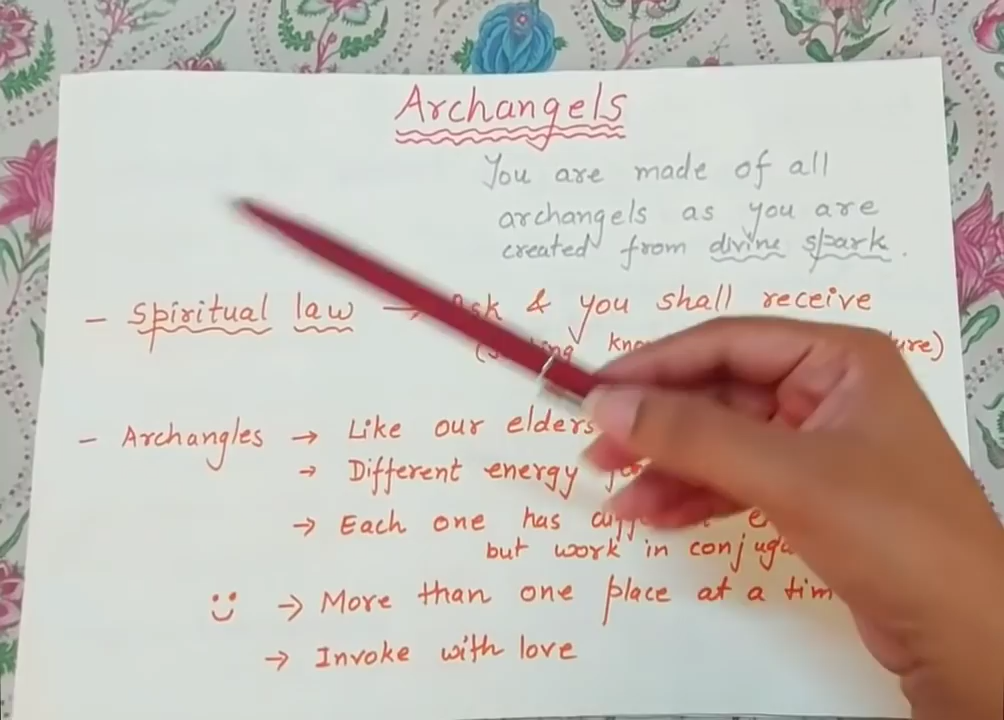 Archangels
You are made of all
archangels as you are
created from divine spark.
- Spiritual law → Ask & you shall receive
- Archangles → Like our elders
→ Different energy
→ Each one has
but work in
→ More than one place at a
→ Invoke with love